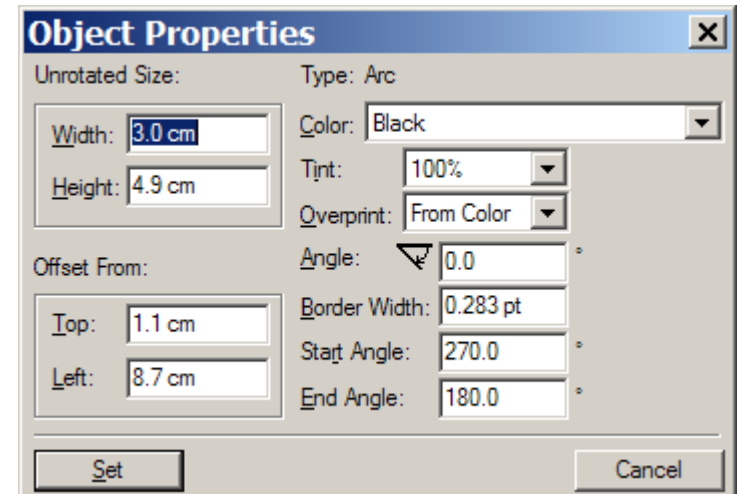 Object Properties
Unrotated Size:
Width: 3.0 cm
Height: 4.9 cm
Offset From:
Top: 1.1 cm
Left: 8.7 cm
Type: Arc
Color: Black
Tint: 100%
Overprint: From Color
Angle: 0.0 °
Border Width: 0.283 pt
Start Angle: 270.0 °
End Angle: 180.0 °
Set
Cancel